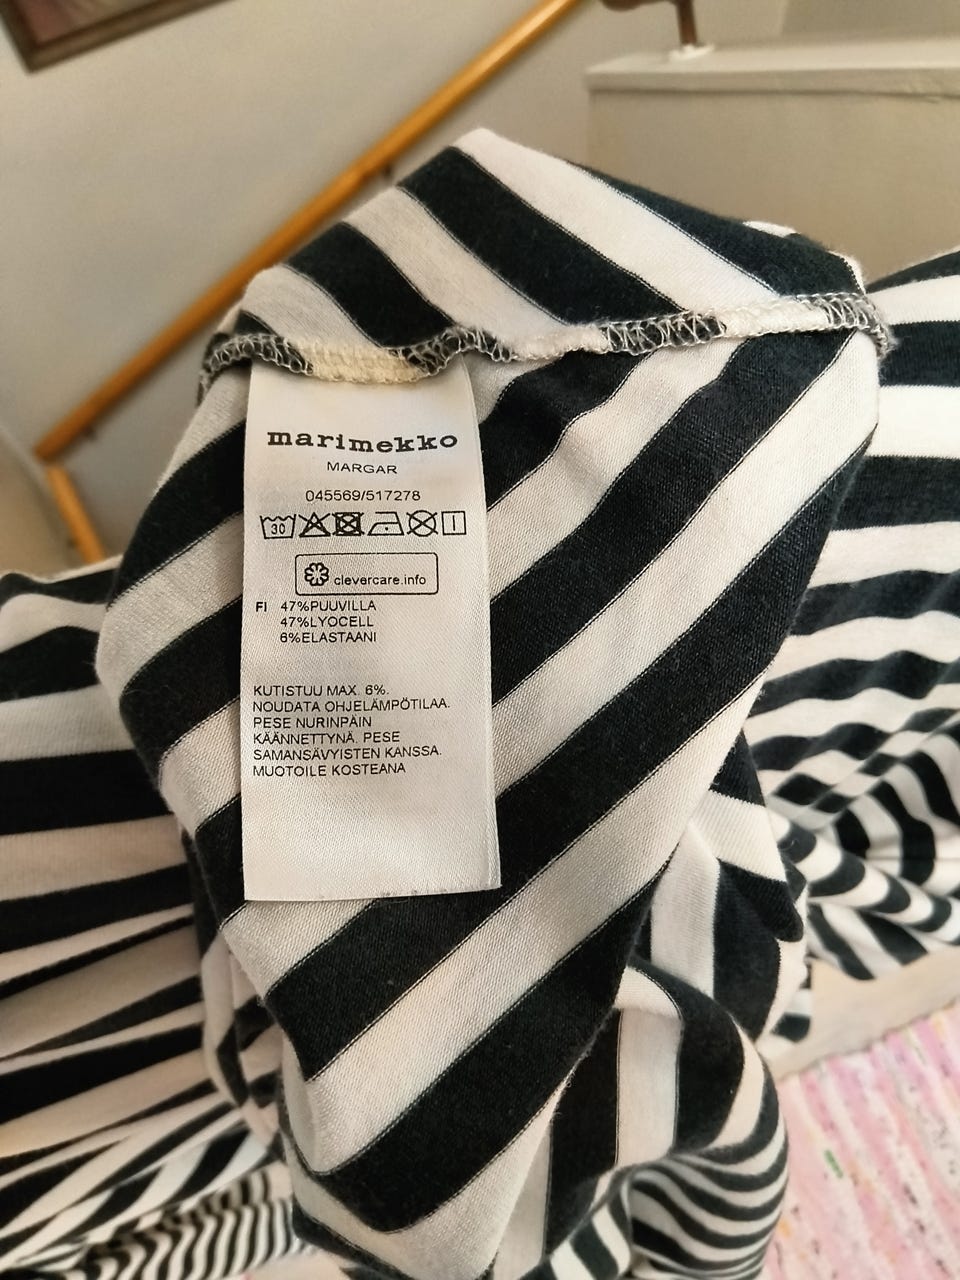 marimekko
MARGAR
045569/517278
30
clevercare.info
FI 47%PUUVILLA
47%LYOCELL
6%ELASTAANI
KUTISTUU MAX. 6%.
NOUDATA OHJELÄMPÖTILAA.
PESE NURINPÄIN
KÄÄNNETTYNÄ. PESE
SAMANSÄVYISTEN KANSSA.
MUOTOILE KOSTEANA